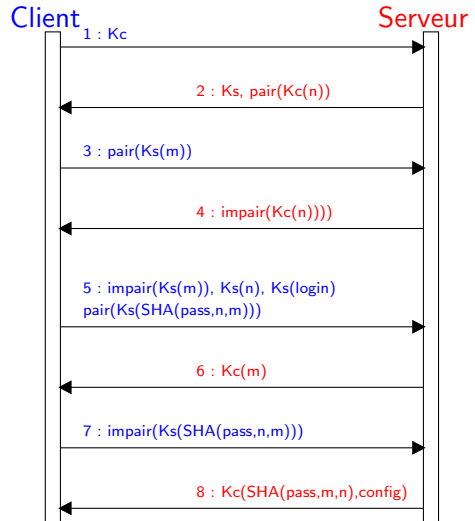 Client Serveur
1 : Kc
2 : Ks, pair(Kc(n))
3 : pair(Ks(m))
4 : impair(Kc(n))))
5 : impair(Ks(m)), Ks(n), Ks(login)
pair(Ks(SHA(pass,n,m)))
6 : Kc(m)
7 : impair(Ks(SHA(pass,n,m)))
8 : Kc(SHA(pass,m,n),config)